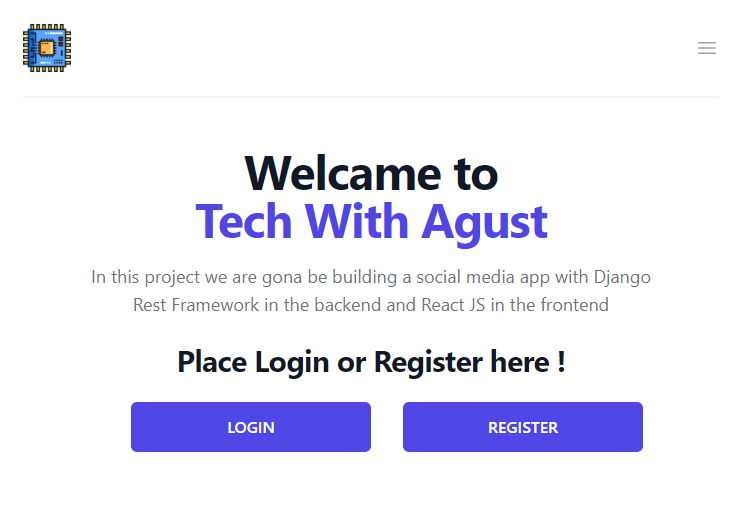 Welcame to
Tech With Agust
In this project we are gona be building a social media app with Django
Rest Framework in the backend and React JS in the frontend
Place Login or Register here !
LOGIN
REGISTER